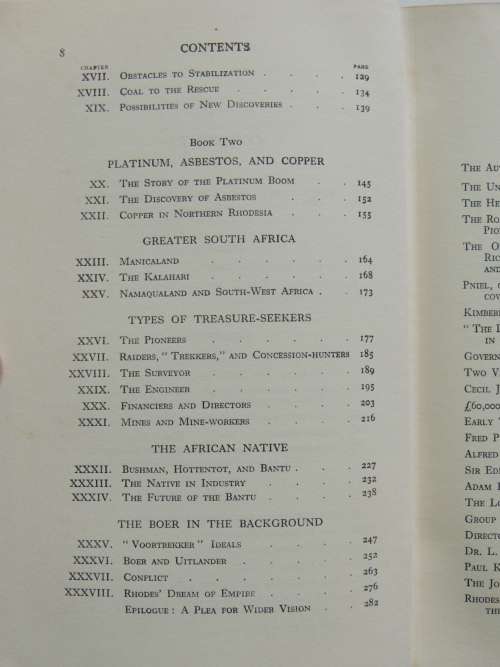 8 CONTENTS
CHAPTER PAGE
XVII. OBSTACLES TO STABILIZATION . . . . 129
XVIII. COAL TO THE RESCUE . . . . . 134
XIX. POSSIBILITIES OF NEW DISCOVERIES . . . 139
BOOK TWO
PLATINUM, ASBESTOS, AND COPPER
XX. THE STORY OF THE PLATINUM BOOM . . 145
XXI. THE DISCOVERY OF ASBESTOS . . . 152
XXII. COPPER IN NORTHERN RHODESIA . . . 155
GREATER SOUTH AFRICA
XXIII. MANICALAND . . . . . . 164
XXIV. THE KALAHARI . . . . . . 168
XXV. NAMAQUALAND AND SOUTH-WEST AFRICA . . 173
TYPES OF TREASURE-SEEKERS
XXVI. THE PIONEERS . . . . . . 177
XXVII. RAIDERS, "TREKKERS," AND CONCESSION-HUNTERS 185
XXVIII. THE SURVEYOR . . . . . . 189
XXIX. THE ENGINEER . . . . . . 195
XXX. FINANCIERS AND DIRECTORS . . . . 203
XXXI. MINES AND MINE-WORKERS . . . . 216
THE AFRICAN NATIVE
XXXII. BUSHMAN, HOTTENTOT, AND BANTU . . . 227
XXXIII. THE NATIVE IN INDUSTRY . . . . 232
XXXIV. THE FUTURE OF THE BANTU . . . . 238
THE BOER IN THE BACKGROUND
XXXV. "VOORTREKKER" IDEALS . . . . 247
XXXVI. BOER AND UITLANDER . . . . . 252
XXXVII. CONFLICT . . . . . . . 263
XXXVIII. RHODES' DREAM OF EMPIRE . . . . 276
EPILOGUE : A PLEA FOR WIDER VISION . . 282
THE
THE
THE
THE
THE
AND
PNIEL,
"THE
IN
TWO
CECIL
£60,000
EARLY
FRED
ALFRED
SIR
ADAM
THE
GROUP
DR. L.
PAUL
THE
RHODES
THE